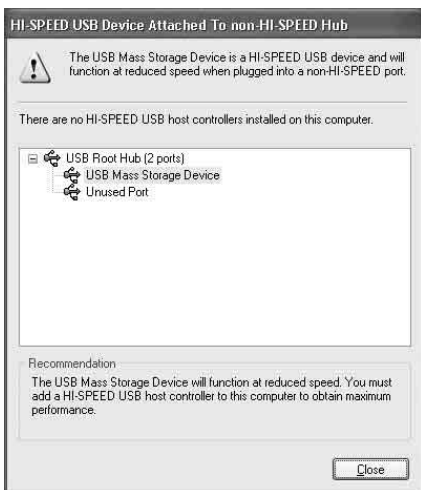 HI-SPEED USB Device Attached To non-HI-SPEED Hub
The USB Mass Storage Device is a HI-SPEED USB device and will
function at reduced speed when plugged into a non-HI-SPEED port.
There are no HI-SPEED USB host controllers installed on this computer.
USB Root Hub (2 ports)
USB Mass Storage Device
Unused Port
Recommendation
The USB Mass Storage Device will function at reduced speed. You must
add a HI-SPEED USB host controller to this computer to obtain maximum
performance.
Close